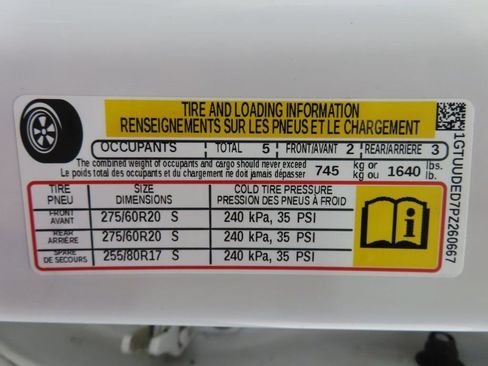 TIRE AND LOADING INFORMATION
RENSEIGNEMENTS SUR LES PNEUS ET LE CHARGEMENT
OCCUPANTS TOTAL 5 FRONT/AVANT 2 REAR/ARRIÈRE 3
The combined weight of occupants and cargo should never exceed
Le poids total des occupants et du chargement ne doit jamais dépasser
745 kg or kg ou 1640 lbs. lb.
TIRE PNEU SIZE DIMENSIONS COLD TIRE PRESSURE PRESSION DES PNEUS À FROID
FRONT AVANT 275/60R20 S 240 kPa, 35 PSI
REAR ARRIÈRE 275/60R20 S 240 kPa, 35 PSI
SPARE DE SECOURS 255/80R17 S 240 kPa, 35 PSI
1GTUUDED7PZ260667